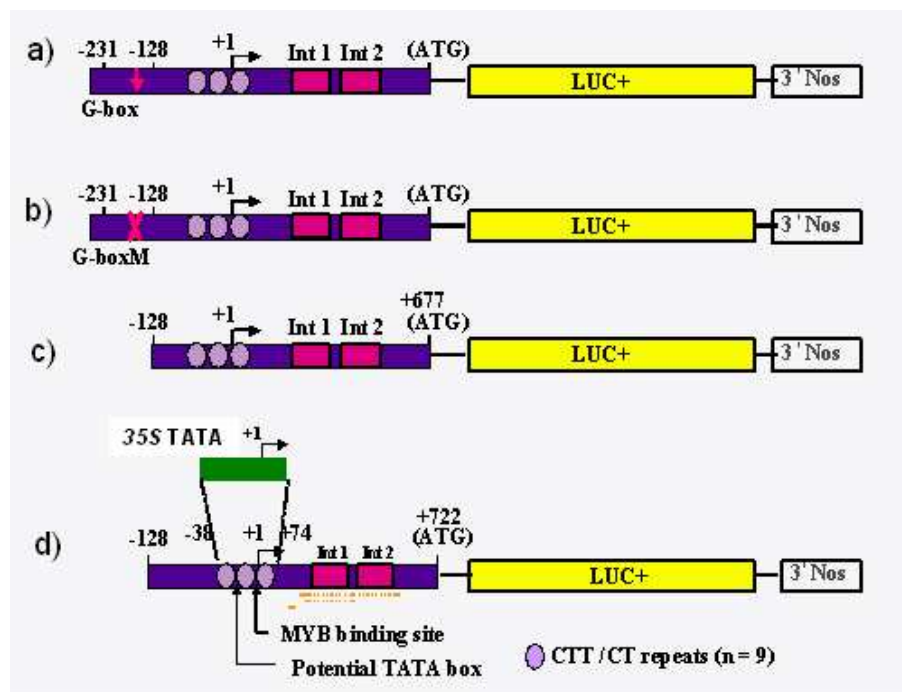 a)
-231 -128 +1 Int 1 Int 2 (ATG)
LUC+ 3' Nos
G-box
b)
-231 -128 +1 Int 1 Int 2 (ATG)
LUC+ 3' Nos
G-boxM
c)
+677
-128 +1 Int 1 Int 2 (ATG)
LUC+ 3' Nos
35S TATA +1
d)
+722
-128 -38 +1 +74 Int 1 Int 2 (ATG)
LUC+ 3' Nos
MYB binding site
Potential TATA box
CTT /CT repeats (n = 9)